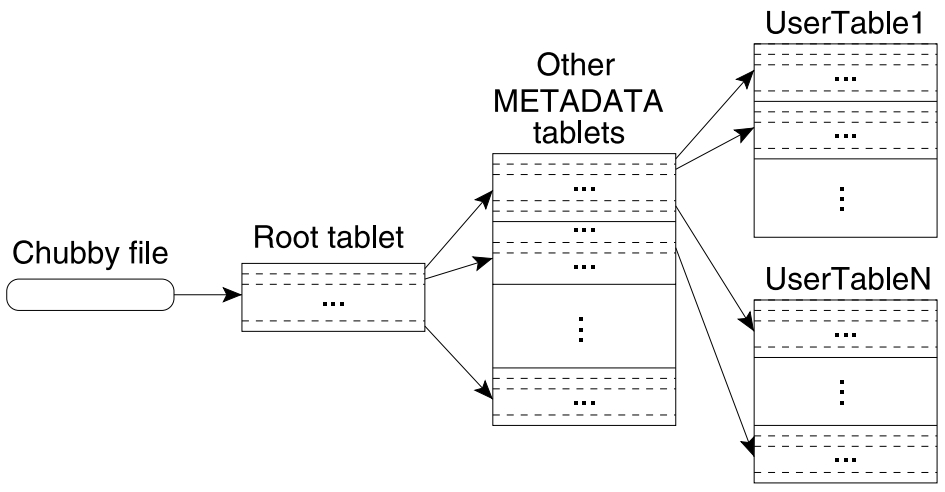 Chubby file
Root tablet
...
Other
METADATA
tablets
...
...
...
...
UserTable1
...
...
UserTableN
...
...